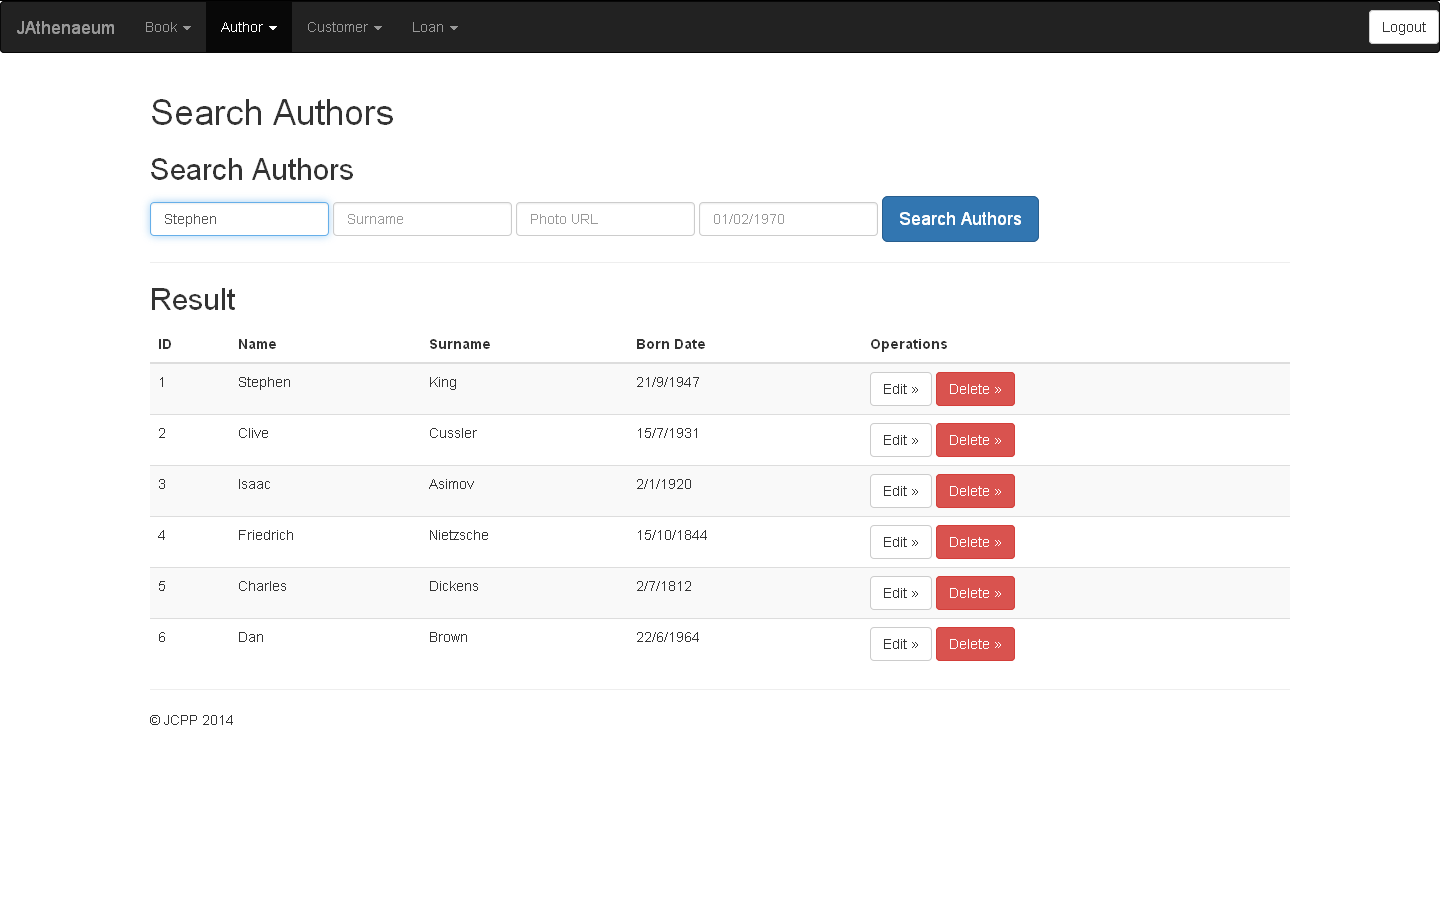 JAthenaeum Book Author Customer Loan Logout
Search Authors
Search Authors
Stephen Surname Photo URL 01/02/1970 Search Authors
Result
ID Name Surname Born Date Operations
1 Stephen King 21/9/1947 Edit » Delete »
2 Clive Cussler 15/7/1931 Edit » Delete »
3 Isaac Asimov 2/1/1920 Edit » Delete »
4 Friedrich Nietzsche 15/10/1844 Edit » Delete »
5 Charles Dickens 2/7/1812 Edit » Delete »
6 Dan Brown 22/6/1964 Edit » Delete »
© JCPP 2014